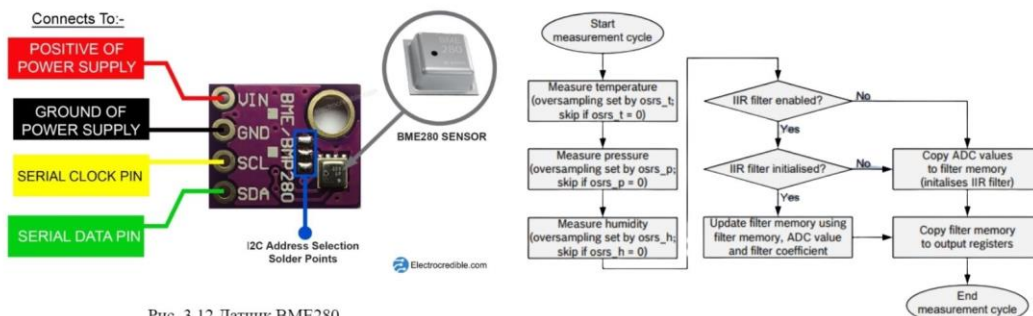 Connects To:-
POSITIVE OF
POWER SUPPLY
GROUND OF
POWER SUPPLY
SERIAL CLOCK PIN
SERIAL DATA PIN
VIN
GND
SCL
SDA
BME/BMP280
BME
280
BME280 SENSOR
I2C Address Selection
Solder Points
Electrocredible.com
Рис. 3.12 Датчик BME280
Start
measurement cycle
Measure temperature
(oversampling set by osrs_t;
skip if osrs_t = 0)
Measure pressure
(oversampling set by osrs_p;
skip if osrs_p = 0)
Measure humidity
(oversampling set by osrs_h;
skip if osrs_h = 0)
IIR filter enabled?
No
Yes
IIR filter initialised?
No
Yes
Update filter memory using
filter memory, ADC value
and filter coefficient
Copy ADC values
to filter memory
(initalises IIR filter)
Copy filter memory
to output registers
End
measurement cycle